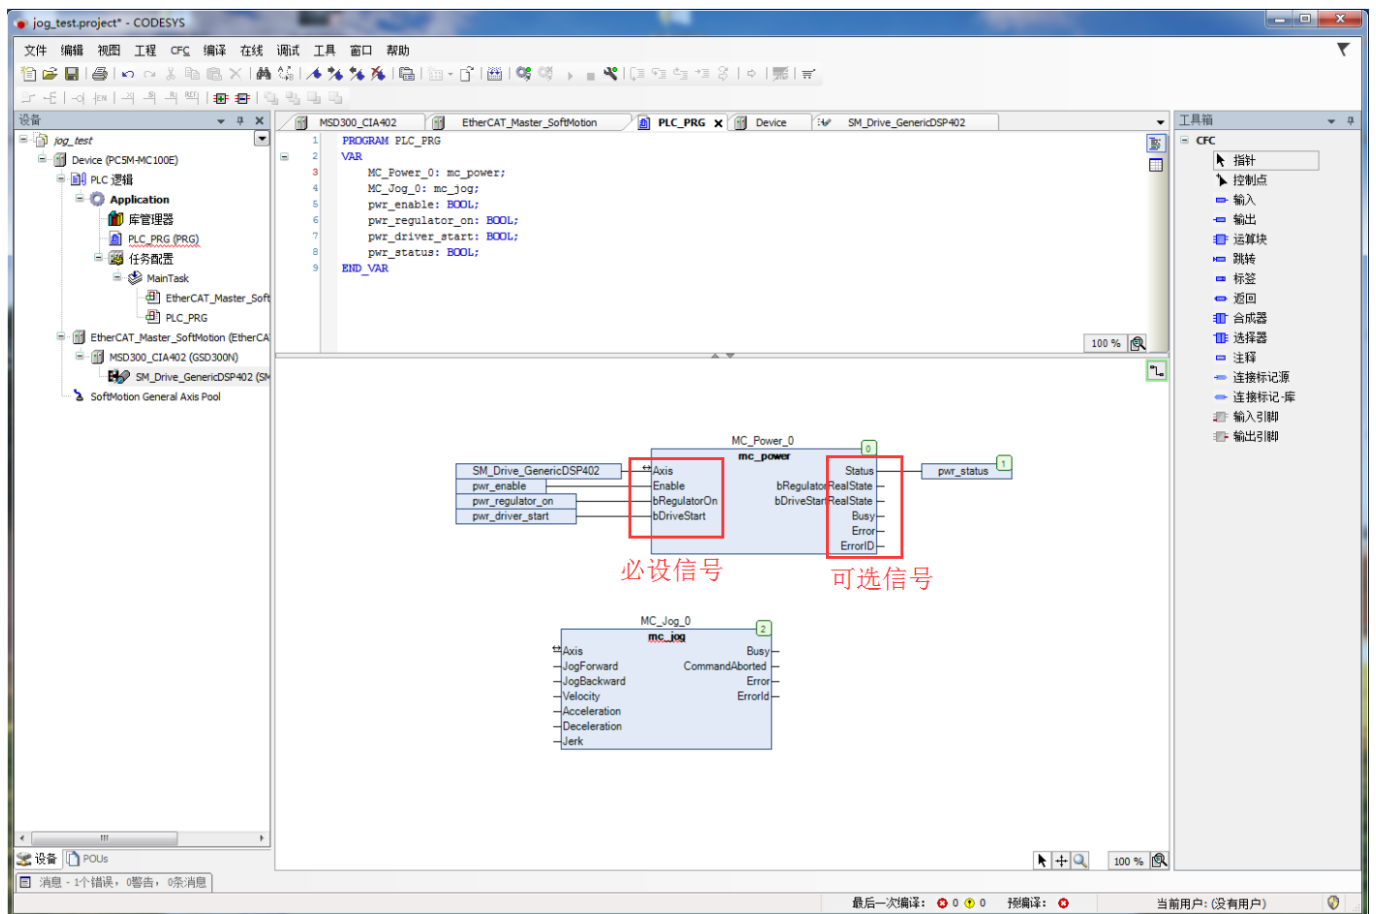 jog_test.project* - CODESYS
文件 编辑 视图 工程 CFC 编译 在线 调试 工具 窗口 帮助
设备
MSD300_CIA402 EtherCAT_Master_SoftMotion PLC_PRG Device SM_Drive_GenericDSP402
工具箱
jog_test
Device (PC5M-MC100E)
PLC 逻辑
Application
库管理器
PLC_PRG (PRG)
任务配置
MainTask
EtherCAT_Master_Soft
PLC_PRG
EtherCAT_Master_SoftMotion (EtherCA
MSD300_CIA402 (GSD300N)
SM_Drive_GenericDSP402 (SM
SoftMotion General Axis Pool
1 PROGRAM PLC_PRG
2 VAR
3 MC_Power_0: mc_power;
4 MC_Jog_0: mc_jog;
5 pwr_enable: BOOL;
6 pwr_regulator_on: BOOL;
7 pwr_driver_start: BOOL;
8 pwr_status: BOOL;
9 END_VAR
100 %
CFC
指针
控制点
输入
输出
运算块
跳转
标签
返回
合成器
选择器
注释
连接标记源
连接标记-库
输入引脚
输出引脚
MC_Power_0
mc_power 0
SM_Drive_GenericDSP402 Axis Status pwr_status 1
pwr_enable Enable bRegulatorRealState
pwr_regulator_on bRegulatorOn bDriveStartRealState
pwr_driver_start bDriveStart Busy
Error
ErrorID
必设信号
可选信号
MC_Jog_0
mc_jog 2
Axis Busy
JogForward CommandAborted
JogBackward Error
Velocity ErrorId
Acceleration
Deceleration
Jerk
设备 POUs
100 %
消息 - 1个错误，0警告，0条消息
最后一次编译： 0 0 预编译： 当前用户: (没有用户)